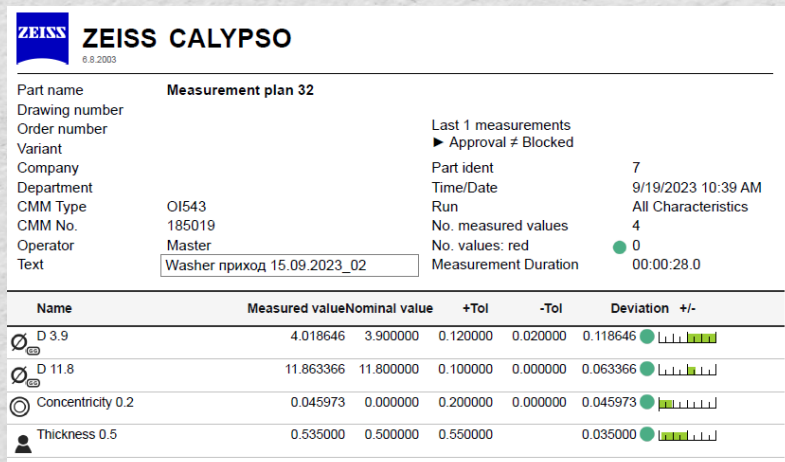 ZEISS
ZEISS CALYPSO
6.8.2003
Part name Measurement plan 32
Drawing number
Order number
Variant
Company
Department
CMM Type OI543
CMM No. 185019
Operator Master
Text Washer приход 15.09.2023_02
Last 1 measurements
► Approval ≠ Blocked
Part ident 7
Time/Date 9/19/2023 10:39 AM
Run All Characteristics
No. measured values 4
No. values: red 0
Measurement Duration 00:00:28.0
Name Measured value Nominal value +Tol -Tol Deviation +/-
D 3.9 4.018646 3.900000 0.120000 0.020000 0.118646
D 11.8 11.863366 11.800000 0.100000 0.000000 0.063366
Concentricity 0.2 0.045973 0.000000 0.200000 0.000000 0.045973
Thickness 0.5 0.535000 0.500000 0.550000 0.035000